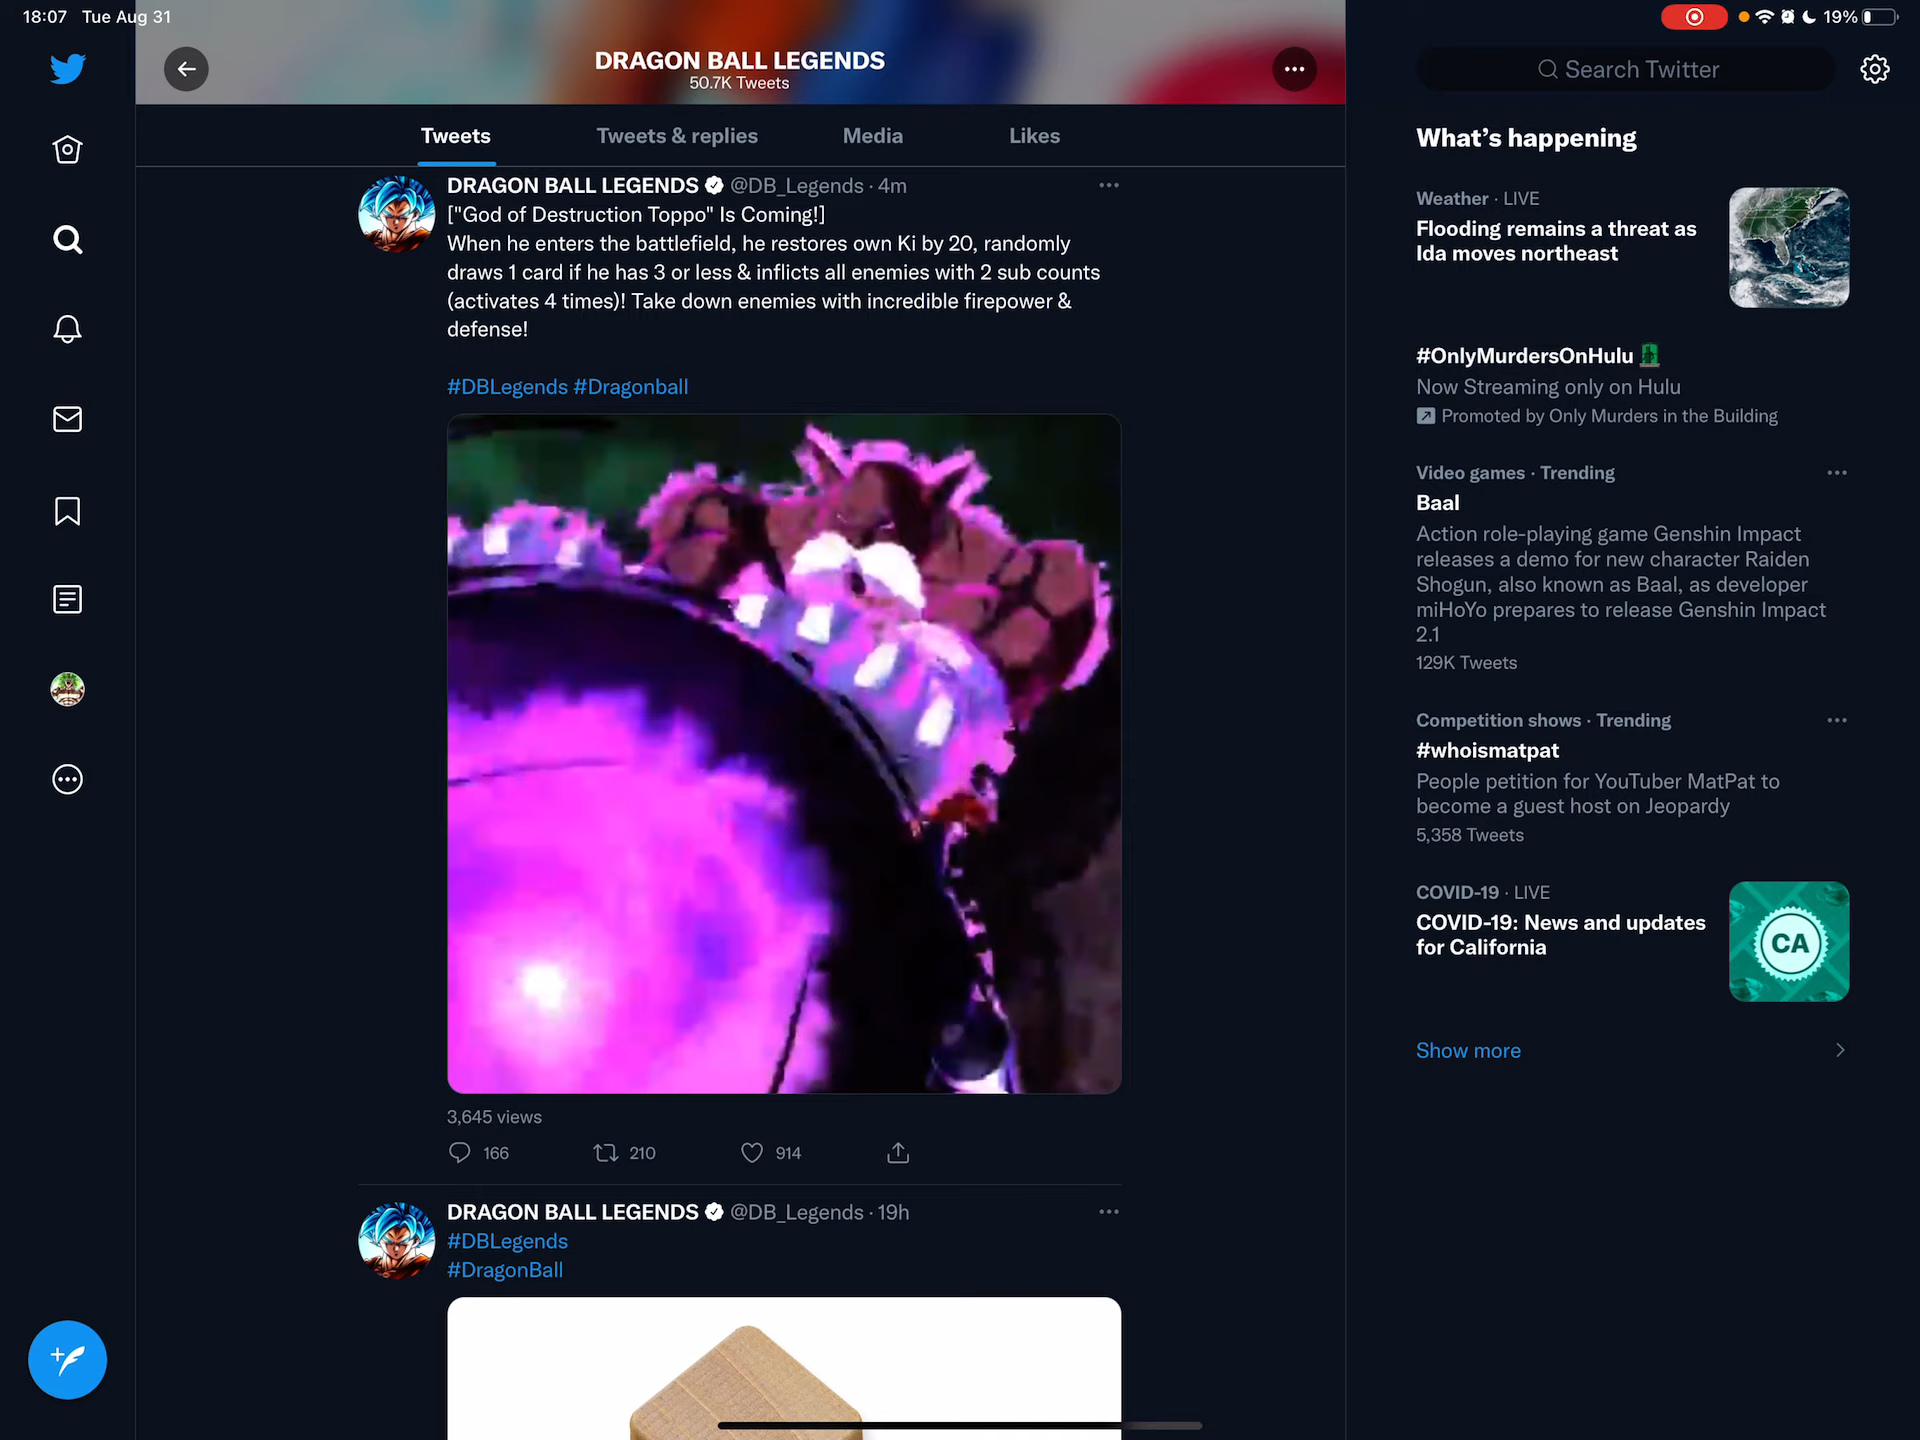 18:07 Tue Aug 31
19%
DRAGON BALL LEGENDS
50.7K Tweets
Search Twitter
Tweets
Tweets & replies
Media
Likes
DRAGON BALL LEGENDS @DB_Legends · 4m
["God of Destruction Toppo" Is Coming!]
When he enters the battlefield, he restores own Ki by 20, randomly
draws 1 card if he has 3 or less & inflicts all enemies with 2 sub counts
(activates 4 times)! Take down enemies with incredible firepower &
defense!
#DBLegends #Dragonball
3,645 views
166
210
914
DRAGON BALL LEGENDS @DB_Legends · 19h
#DBLegends
#DragonBall
What's happening
Weather · LIVE
Flooding remains a threat as
Ida moves northeast
#OnlyMurdersOnHulu
Now Streaming only on Hulu
Promoted by Only Murders in the Building
Video games · Trending
Baal
Action role-playing game Genshin Impact
releases a demo for new character Raiden
Shogun, also known as Baal, as developer
miHoYo prepares to release Genshin Impact
2.1
129K Tweets
Competition shows · Trending
#whoismatpat
People petition for YouTuber MatPat to
become a guest host on Jeopardy
5,358 Tweets
COVID-19 · LIVE
COVID-19: News and updates
for California
CA
Show more